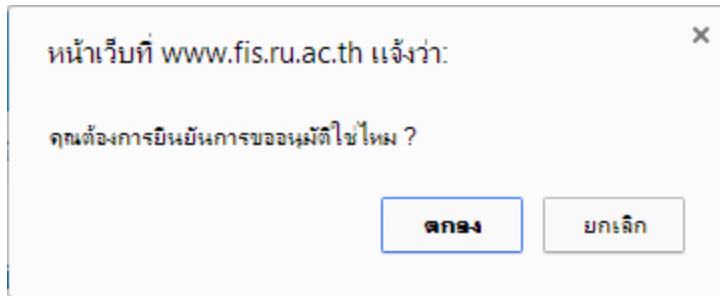 หน้าเว็บที่ www.fis.ru.ac.th แจ้งว่า:
คุณต้องการยืนยันการขออนุมัติใช่ไหม ?
ตกลง ยกเลิก